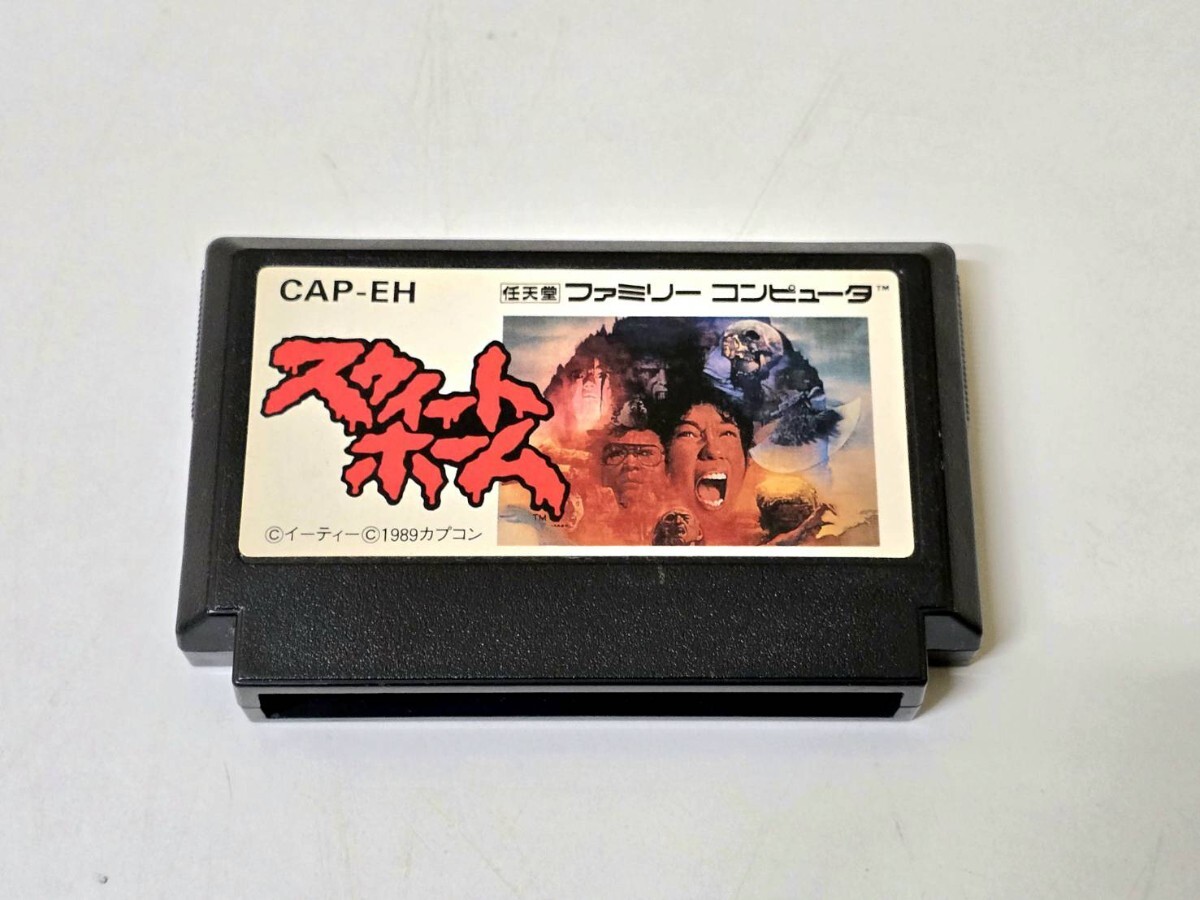 CAP-EH
任天堂 ファミリー コンピュータ™
スウィート
ホーム
TM
©イーティー©1989カプコン